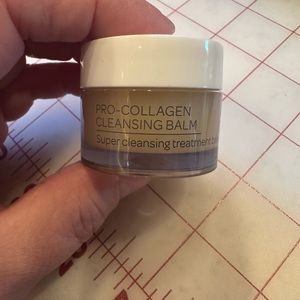 PRO-COLLAGEN
CLEANSING BALM
Super cleansing treatment